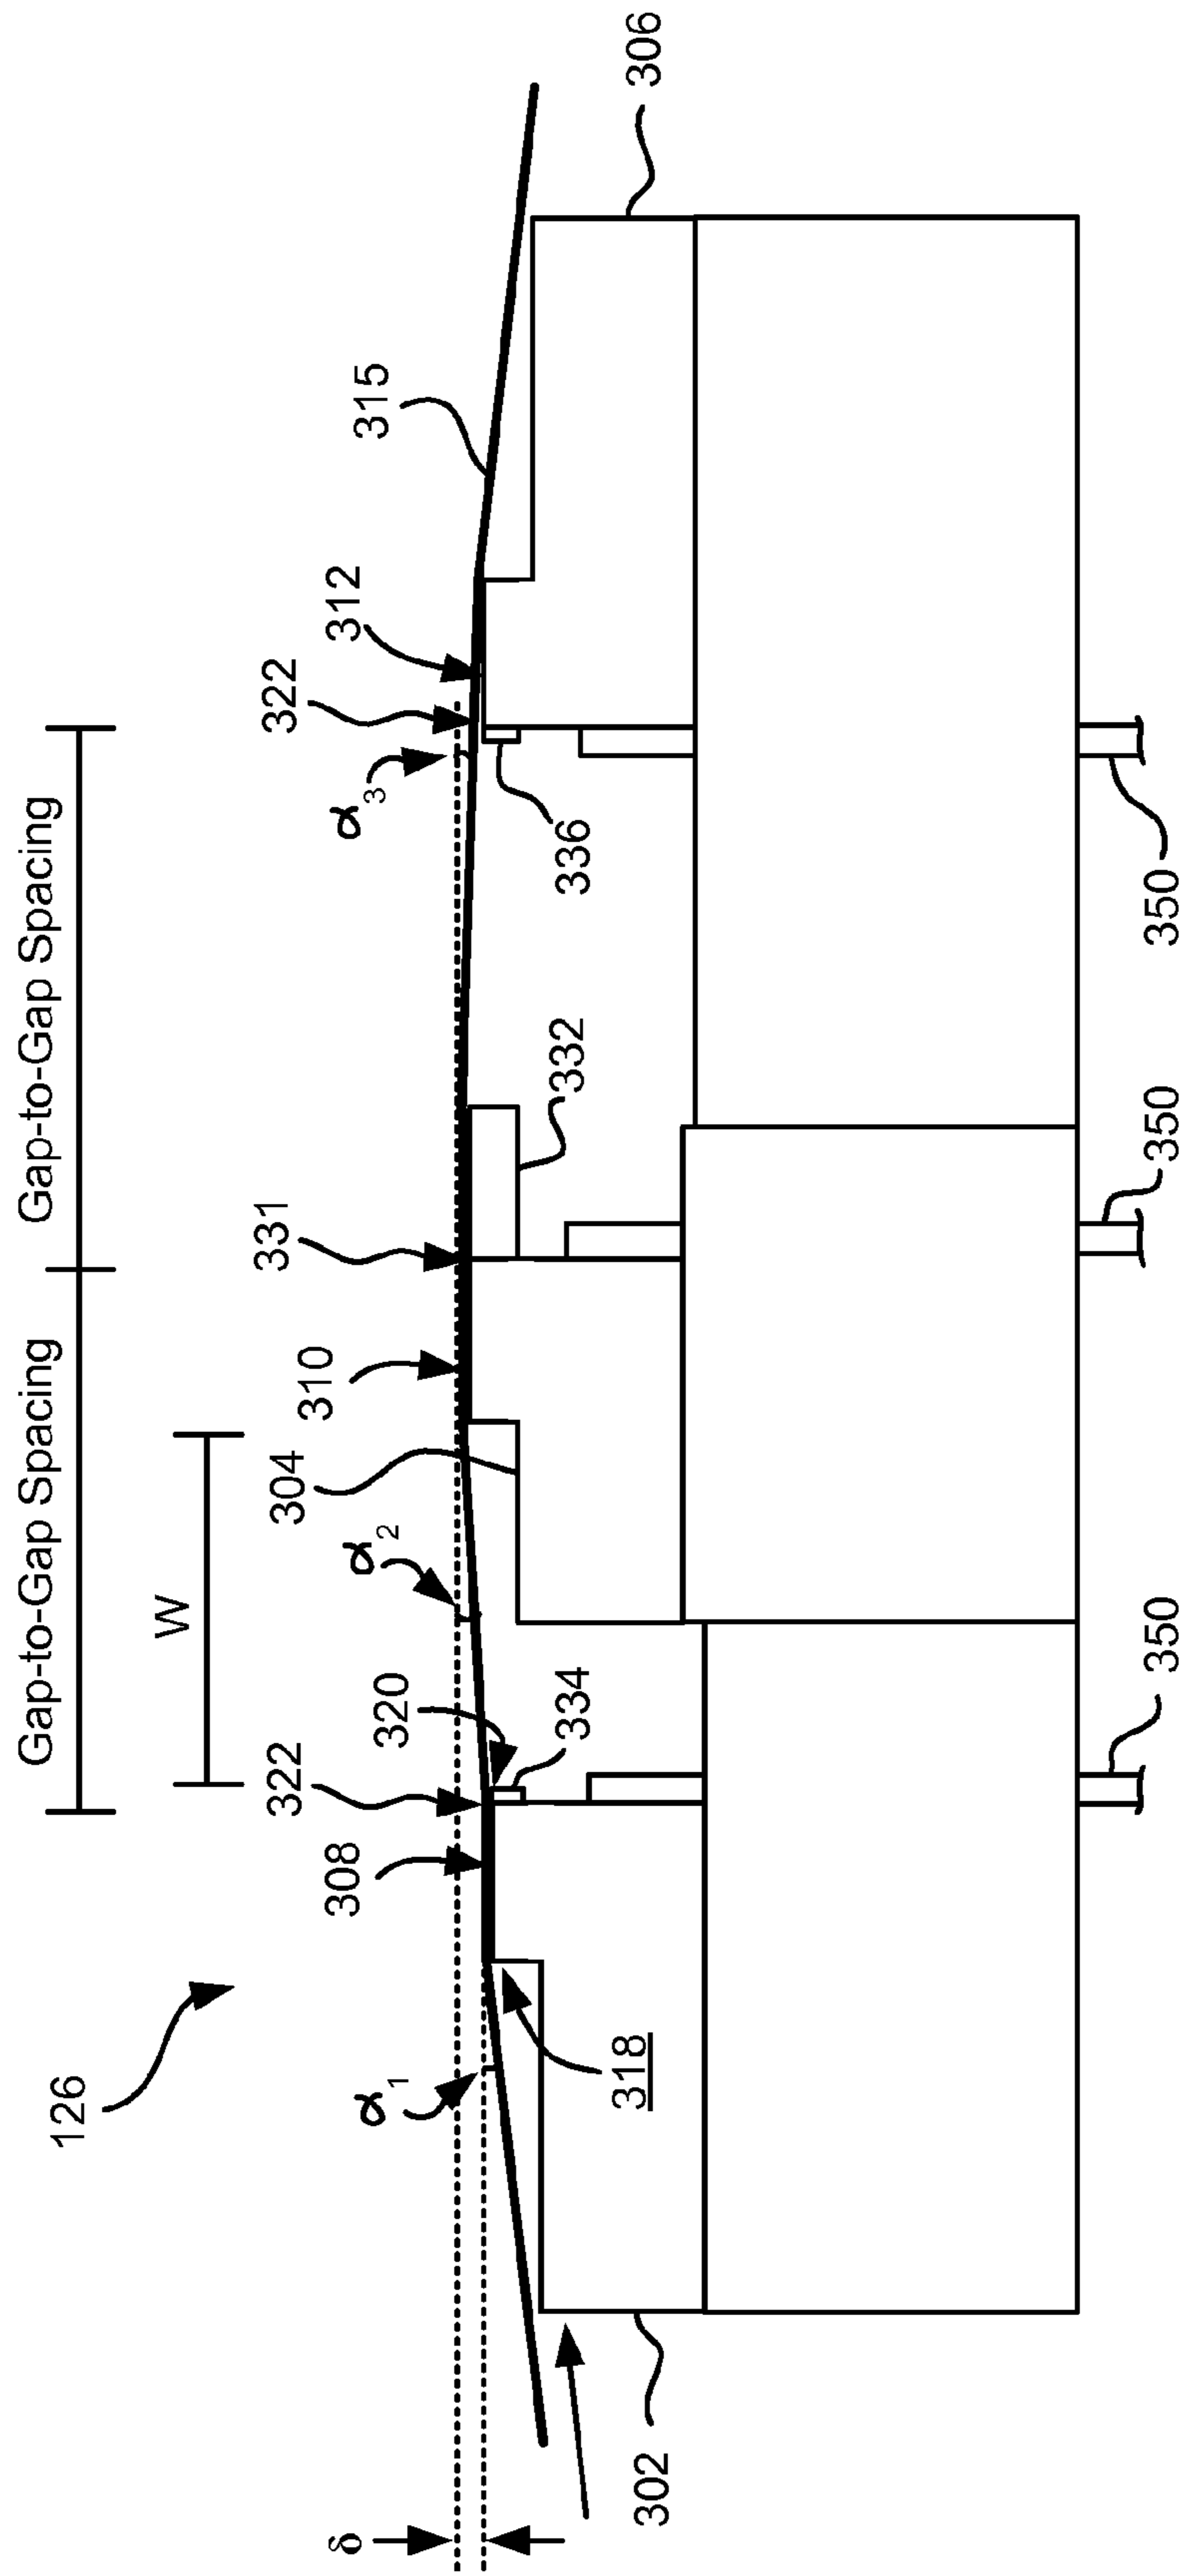 Gap-to-Gap Spacing
Gap-to-Gap Spacing
W
126
δ
α1
308
322
320
334
α2
304
310
331
332
α3
322
312
336
315
306
318
302
350
350
350